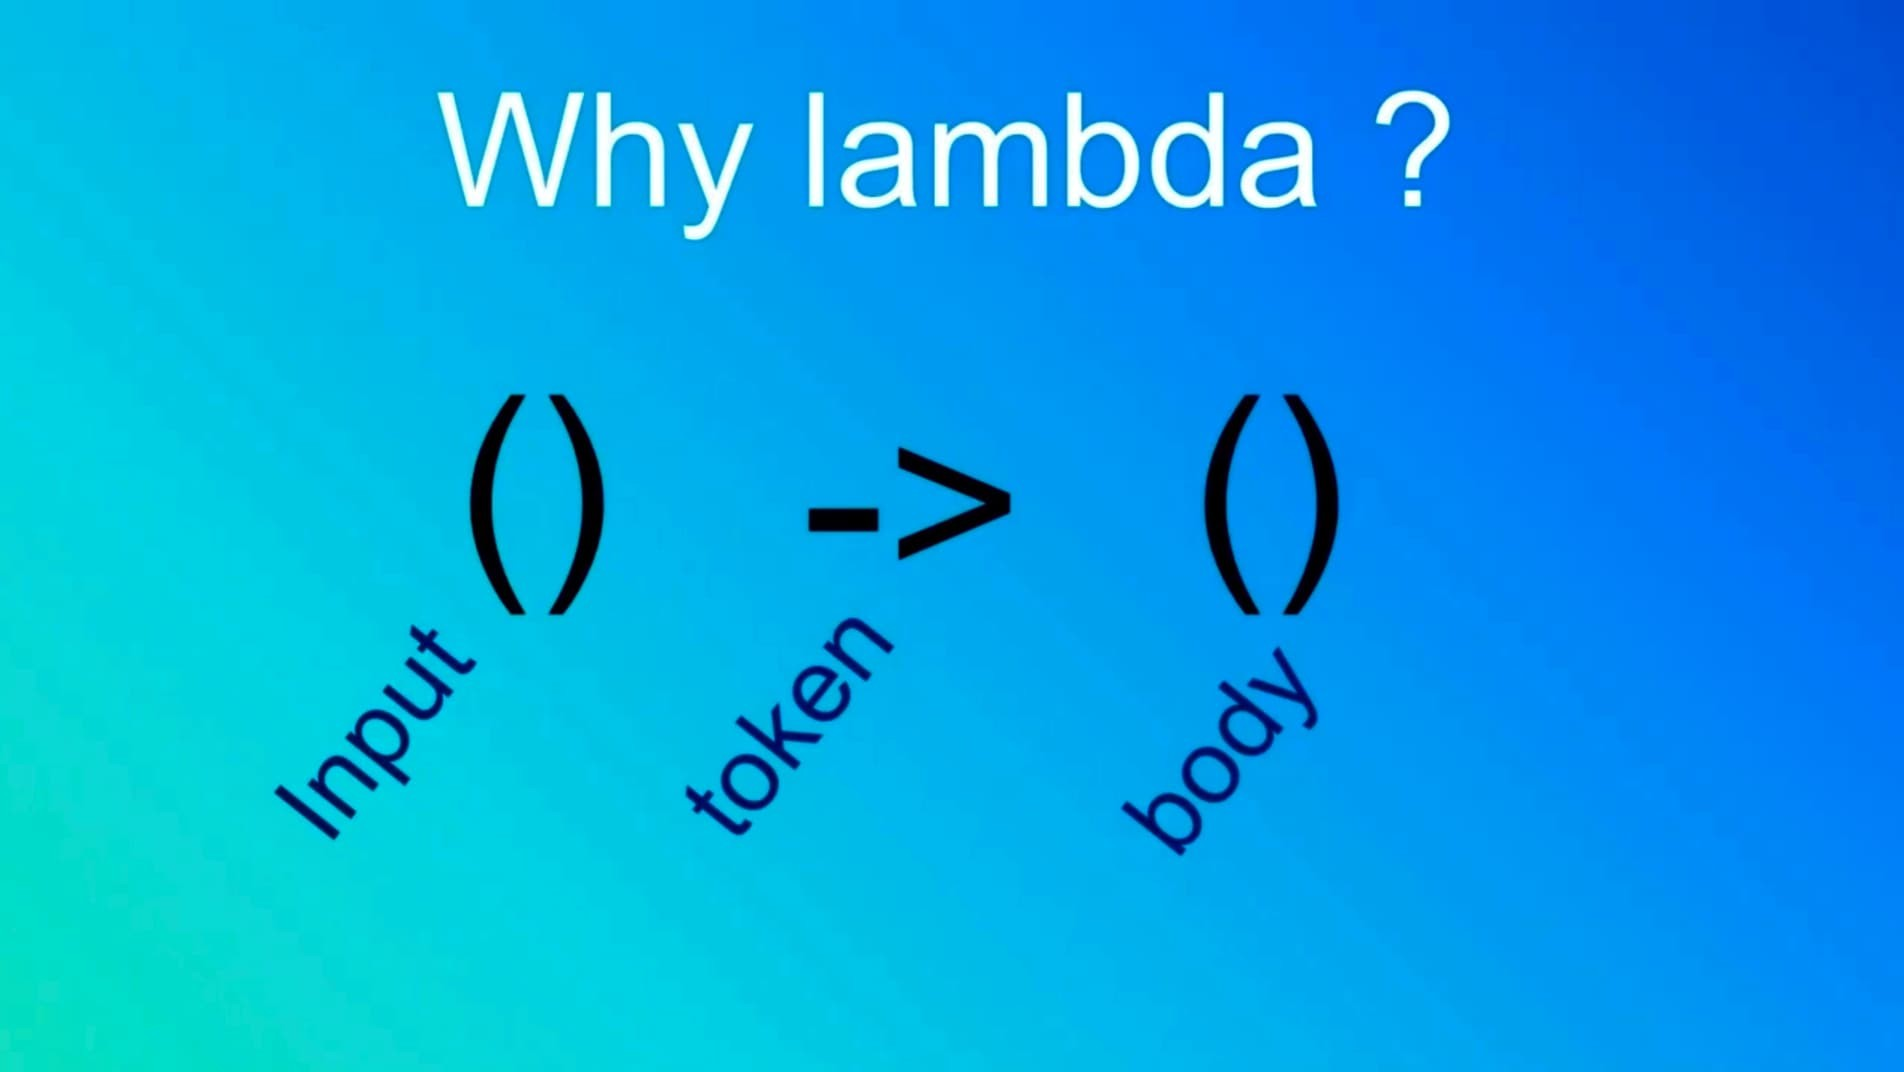 Why lambda ?
() -> ()
Input token body